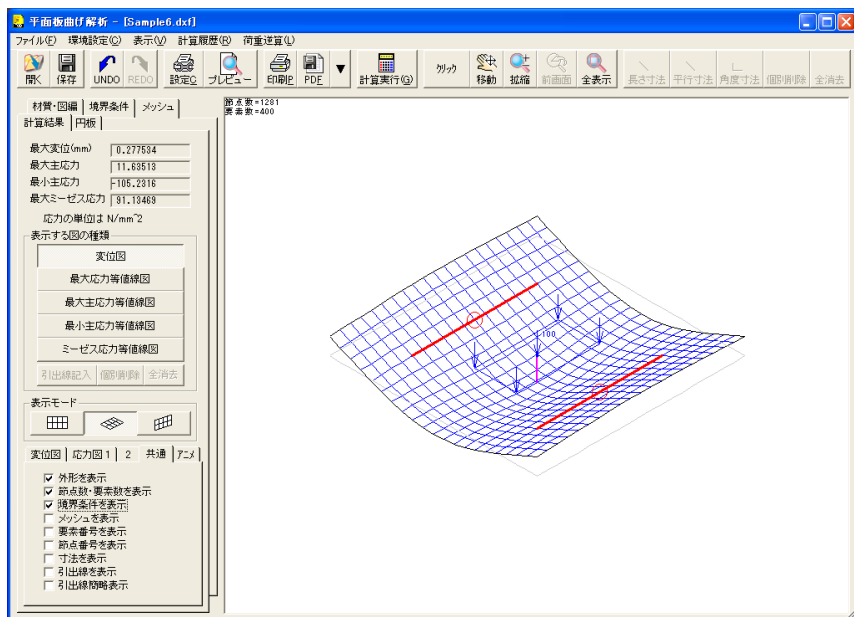 平面板曲げ解析 - [Sample6.dxf]
ファイル(F) 環境設定(C) 表示(V) 計算履歴(R) 荷重逆算(L)
開く 保存 UNDO REDO 設定C プレビュー 印刷P PDF 計算実行(G) クリック 移動 拡縮 前画面 全表示 長さ寸法 平行寸法 角度寸法 個別削除 全消去
材質・図編 境界条件 メッシュ
計算結果 円板
最大変位(mm) 0.277534
最大主応力 11.63513
最小主応力 -105.2316
最大ミーゼス応力 91.13469
応力の単位は N/mm^2
表示する図の種類
変位図
最大応力等値線図
最大主応力等値線図
最小主応力等値線図
ミーゼス応力等値線図
引出線記入 個別削除 全消去
表示モード
変位図 応力図1 2 共通 アニメ
外形を表示
節点数・要素数を表示
境界条件を表示
メッシュを表示
要素番号を表示
節点番号を表示
寸法を表示
引出線を表示
引出線簡略表示
節点数=1281
要素数=400
100